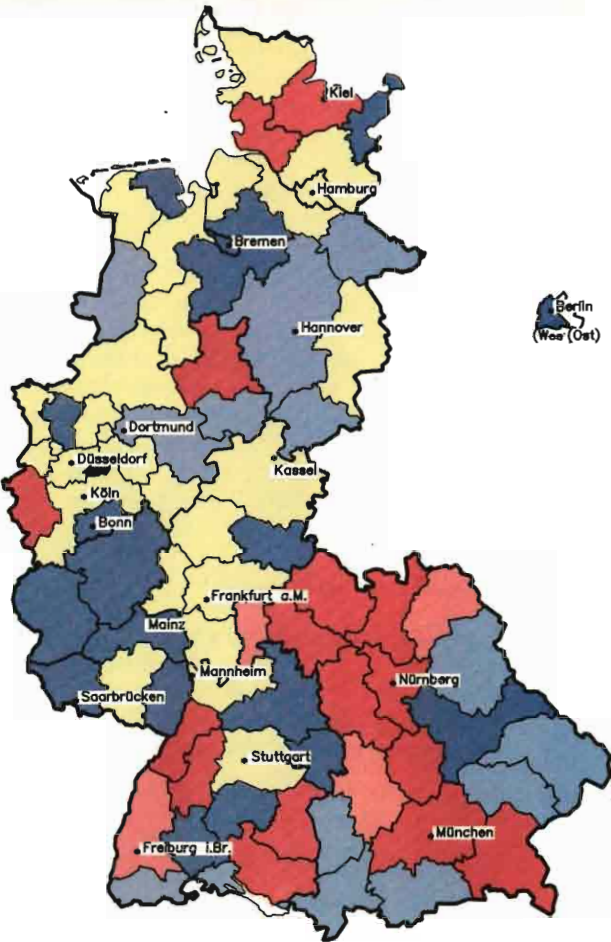 Kiel
Hamburg
Bremen
Berlin
(Wes (Ost)
Hannover
Dortmund
Düsseldorf
Kassel
Köln
Bonn
Frankfurt a.M.
Mainz
Mannheim
Nürnberg
Saarbrücken
Stuttgart
München
Freiburg i.Br.